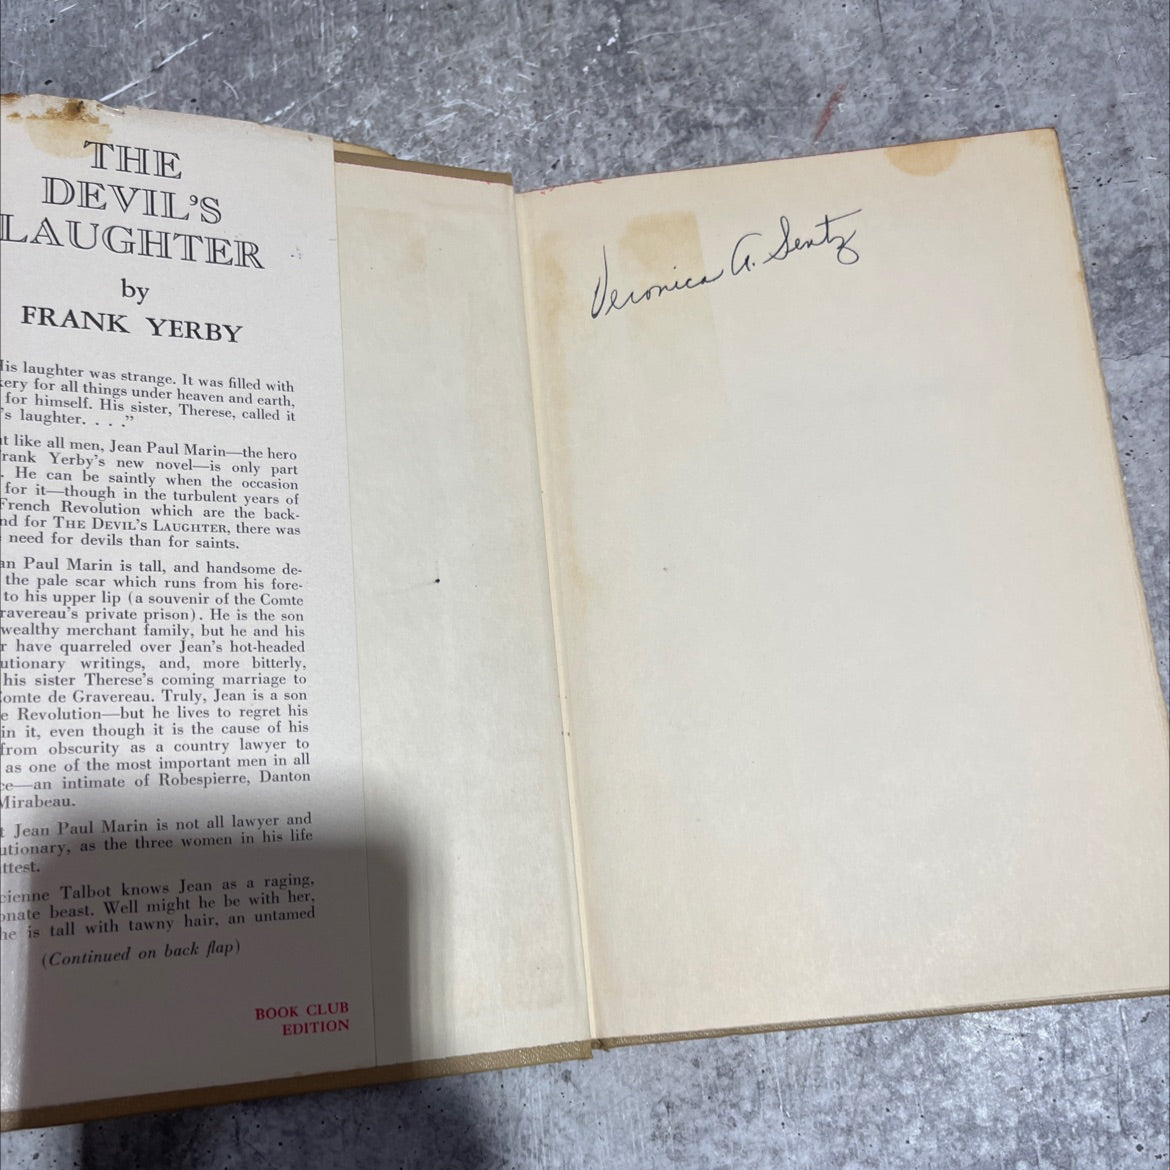 THE
DEVIL'S
LAUGHTER
by
FRANK YERBY
His laughter was strange. It was filled with
ery for all things under heaven and earth,
for himself. His sister, Therese, called it
's laughter. . . ."
t like all men, Jean Paul Marin—the hero
rank Yerby's new novel—is only part
. He can be saintly when the occasion
for it—though in the turbulent years of
French Revolution which are the back-
nd for THE DEVIL'S LAUGHTER, there was
need for devils than for saints.
an Paul Marin is tall, and handsome de-
the pale scar which runs from his fore-
to his upper lip (a souvenir of the Comte
ravereau's private prison). He is the son
wealthy merchant family, but he and his
r have quarreled over Jean's hot-headed
utionary writings, and, more bitterly,
his sister Therese's coming marriage to
Comte de Gravereau. Truly, Jean is a son
e Revolution—but he lives to regret his
in it, even though it is the cause of his
from obscurity as a country lawyer to
as one of the most important men in all
ce—an intimate of Robespierre, Danton
Mirabeau.
t Jean Paul Marin is not all lawyer and
utionary, as the three women in his life
ttest.
cienne Talbot knows Jean as a raging,
onate beast. Well might he be with her,
he is tall with tawny hair, an untamed
(Continued on back flap)
BOOK CLUB
EDITION
Veronica A. Sentz